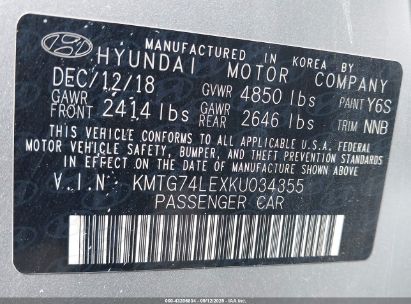 MANUFACTURED IN KOREA BY
HYUNDAI MOTOR COMPANY
DEC/12/18 GVWR 4850 lbs PAINT Y6S
GAWR FRONT 2414 lbs GAWR REAR 2646 lbs TRIM NNB
THIS VEHICLE CONFORMS TO ALL APPLICABLE U.S.A. FEDERAL
MOTOR VEHICLE SAFETY, BUMPER, AND THEFT PREVENTION STANDARDS
IN EFFECT ON THE DATE OF MANUFACTURE SHOWN ABOVE.
V.I.N: KMTG74LEXKU034355
PASSENGER CAR